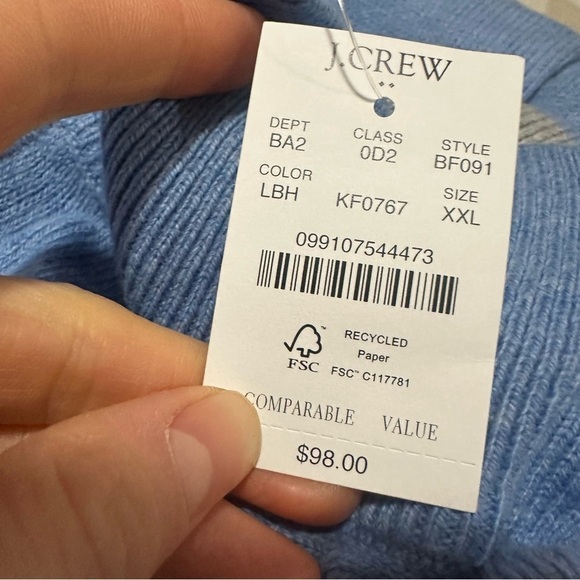 J.CREW
DEPT CLASS STYLE
BA2 0D2 BF091
COLOR SIZE
LBH KF0767 XXL
099107544473
RECYCLED
Paper
FSC FSC™ C117781
COMPARABLE VALUE
$98.00